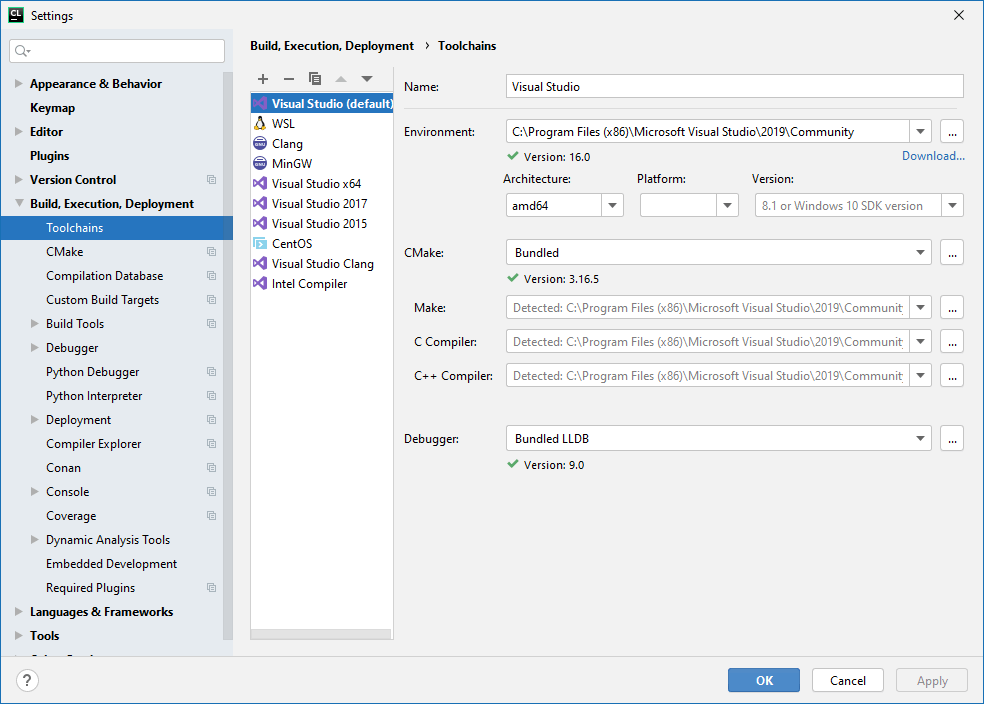 CL
Settings
Build, Execution, Deployment › Toolchains
Appearance & Behavior
Keymap
Editor
Plugins
Version Control
Build, Execution, Deployment
Toolchains
CMake
Compilation Database
Custom Build Targets
Build Tools
Debugger
Python Debugger
Python Interpreter
Deployment
Compiler Explorer
Conan
Console
Coverage
Dynamic Analysis Tools
Embedded Development
Required Plugins
Languages & Frameworks
Tools
Visual Studio (default)
WSL
Clang
MinGW
Visual Studio x64
Visual Studio 2017
Visual Studio 2015
CentOS
Visual Studio Clang
Intel Compiler
Name: Visual Studio
Environment: C:\Program Files (x86)\Microsoft Visual Studio\2019\Community ...
Version: 16.0 Download...
Architecture: Platform: Version:
amd64 8.1 or Windows 10 SDK version
CMake: Bundled ...
Version: 3.16.5
Make: Detected: C:\Program Files (x86)\Microsoft Visual Studio\2019\Community ...
C Compiler: Detected: C:\Program Files (x86)\Microsoft Visual Studio\2019\Community ...
C++ Compiler: Detected: C:\Program Files (x86)\Microsoft Visual Studio\2019\Community ...
Debugger: Bundled LLDB ...
Version: 9.0
? OK Cancel Apply